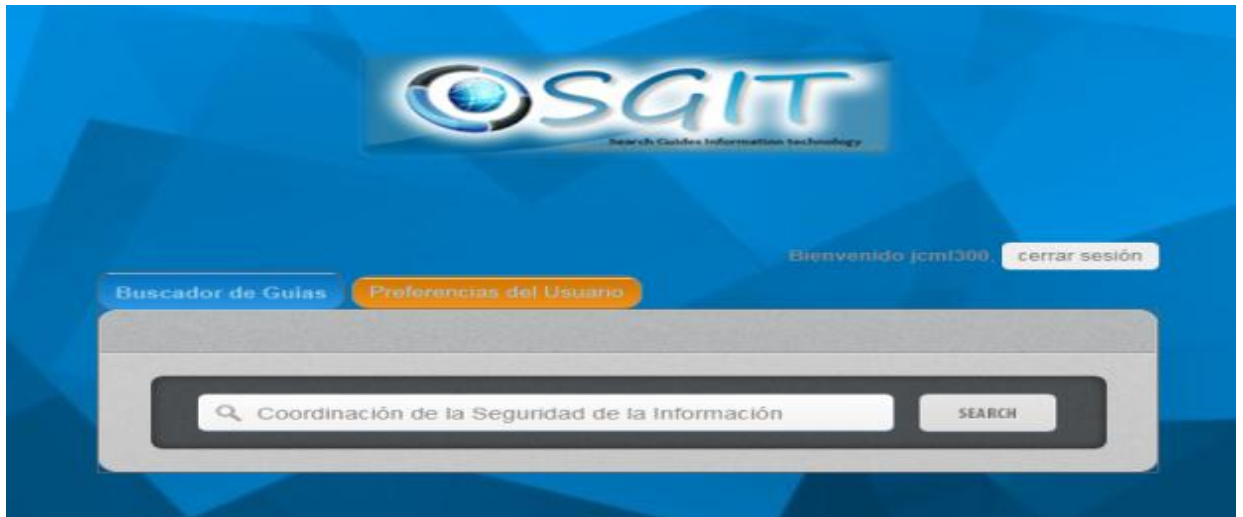 SGIT
Search Guides Information technology
Bienvenido jcml300, cerrar sesión
Buscador de Guias Preferencias del Usuario
Coordinación de la Seguridad de la Información SEARCH